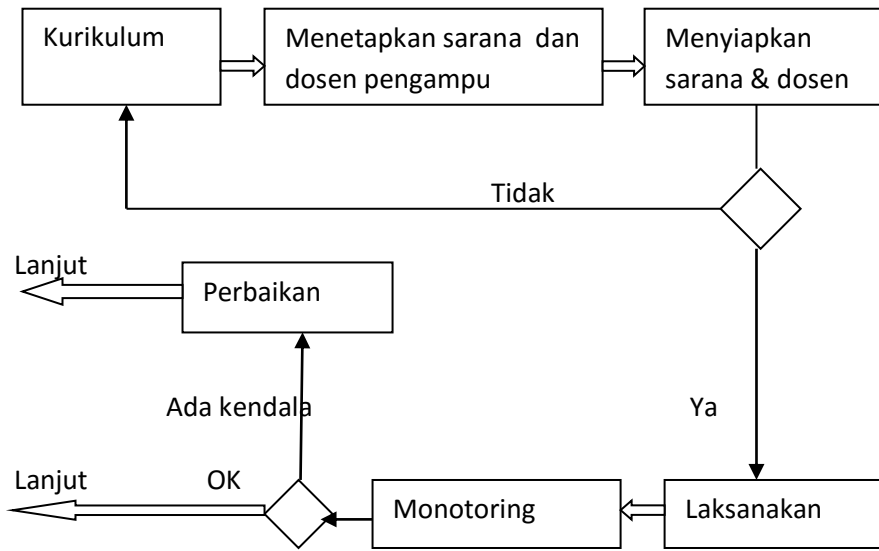 Kurikulum
Menetapkan sarana dan
dosen pengampu
Menyiapkan
sarana & dosen
Tidak
Lanjut
Perbaikan
Ada kendala
Ya
Lanjut
OK
Monotoring
Laksanakan